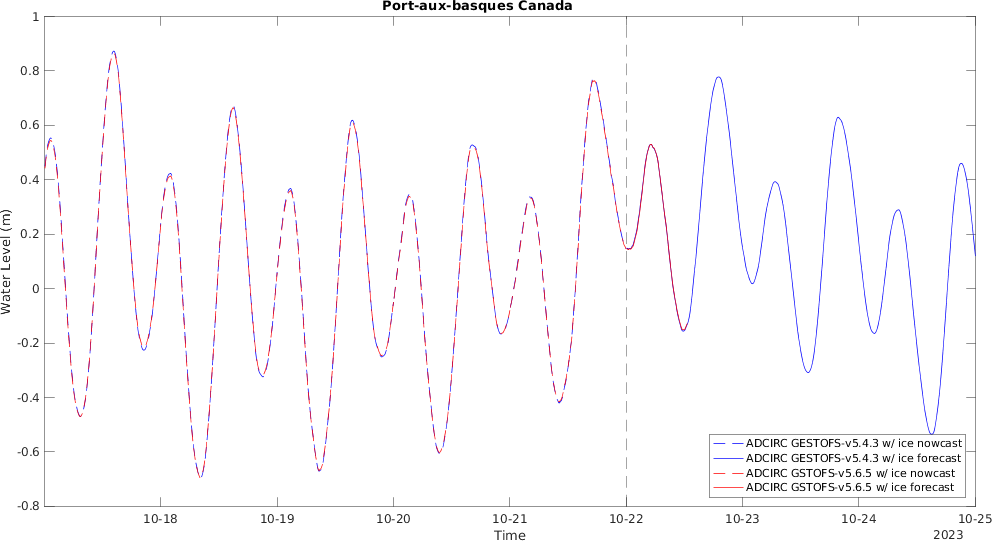 Port-aux-basques Canada
1
0.8
0.6
0.4
0.2
0
-0.2
-0.4
-0.6
-0.8
Water Level (m)
ADCIRC GESTOFS-v5.4.3 w/ ice nowcast
ADCIRC GESTOFS-v5.4.3 w/ ice forecast
ADCIRC GSTOFS-v5.6.5 w/ ice nowcast
ADCIRC GSTOFS-v5.6.5 w/ ice forecast
10-18 10-19 10-20 10-21 10-22 10-23 10-24 10-25
Time 2023